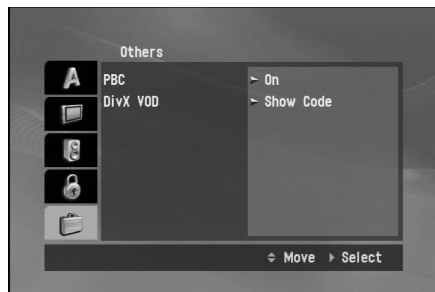 Others
A
PBC ► On
DivX VOD ► Show Code
Move Select